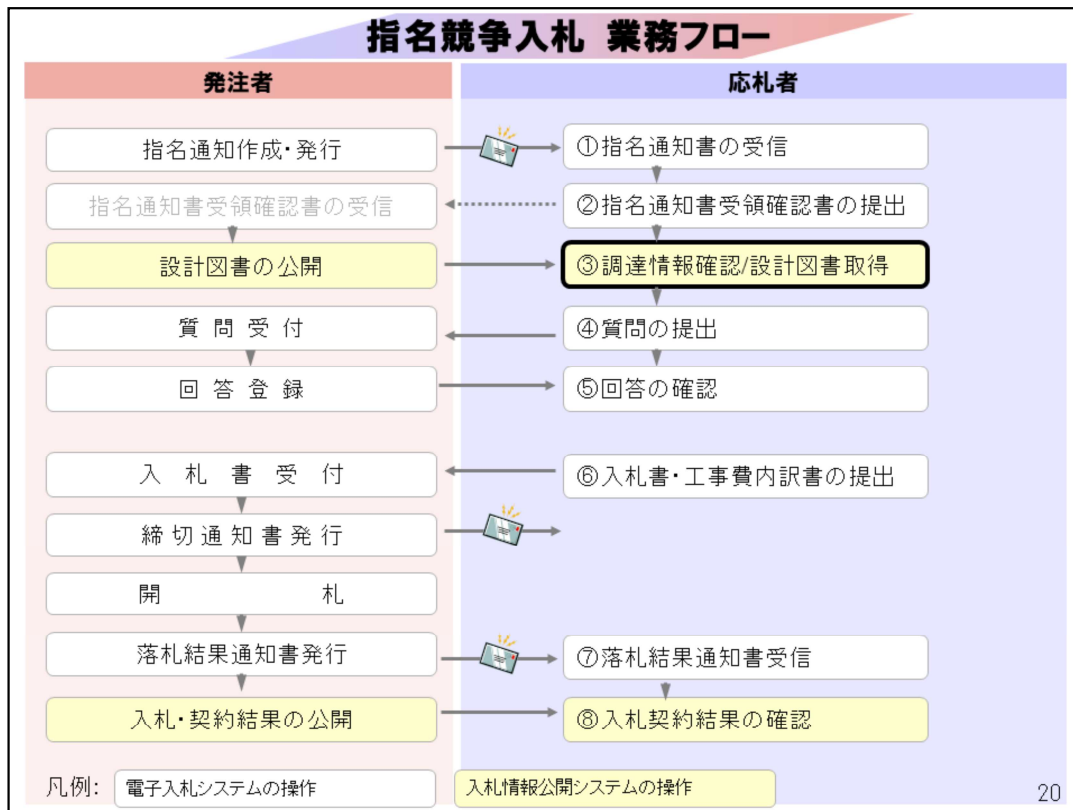 指名競争入札 業務フロー
発注者
応札者
指名通知作成・発行
①指名通知書の受信
指名通知書受領確認書の受信
②指名通知書受領確認書の提出
設計図書の公開
③調達情報確認/設計図書取得
質 問 受 付
④質問の提出
回 答 登 録
⑤回答の確認
入 札 書 受 付
⑥入札書・工事費内訳書の提出
締切通知書発行
開 札
落札結果通知書発行
⑦落札結果通知書受信
入札・契約結果の公開
⑧入札契約結果の確認
凡例: 電子入札システムの操作 入札情報公開システムの操作
20